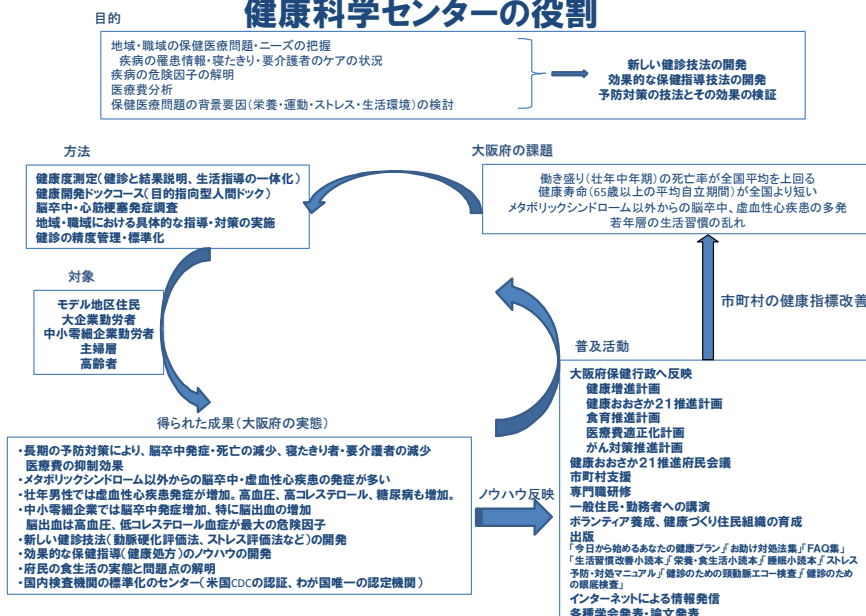 健康科学センターの役割
目的
地域・職域の保健医療問題・ニーズの把握
疾病の罹患情報・寝たきり・要介護者のケアの状況
疾病の危険因子の解明
医療費分析
保健医療問題の背景要因(栄養・運動・ストレス・生活環境)の検討
新しい健診技法の開発
効果的な保健指導技法の開発
予防対策の技法とその効果の検証
方法
健康度測定(健診と結果説明、生活指導の一体化)
健康開発ドックコース(目的指向型人間ドック)
脳卒中・心筋梗塞発症調査
地域・職域における具体的な指導・対策の実施
健診の精度管理・標準化
大阪府の課題
働き盛り(壮年中年期)の死亡率が全国平均を上回る
健康寿命(65歳以上の平均自立期間)が全国より短い
メタボリックシンドローム以外からの脳卒中、虚血性心疾患の多発
若年層の生活習慣の乱れ
対象
モデル地区住民
大企業勤労者
中小零細企業勤労者
主婦層
高齢者
市町村の健康指標改善
得られた成果(大阪府の実態)
・長期の予防対策により、脳卒中発症・死亡の減少、寝たきり者・要介護者の減少
医療費の抑制効果
・メタボリックシンドローム以外からの脳卒中・虚血性心疾患の発症が多い
・壮年男性では虚血性心疾患発症が増加。高血圧、高コレステロール、糖尿病も増加。
・中小零細企業では脳卒中発症増加、特に脳出血の増加
脳出血は高血圧、低コレステロール血症が最大の危険因子
・新しい健診技法(動脈硬化評価法、ストレス評価法など)の開発
・効果的な保健指導(健康処方)のノウハウの開発
・府民の生活の実態と問題点の解明
・国内検査機関の標準化のセンター(米国CDCの認証、わが国唯一の認定機関)
ノウハウ反映
普及活動
大阪府保健行政へ反映
健康増進計画
健康おおさか21推進計画
食育推進計画
医療費適正化計画
がん対策推進計画
健康おおさか21推進府民会議
市町村支援
専門職研修
一般住民・勤務者への講演
ボランティア養成、健康づくり住民組織の育成
出版
「今日から始めるあなたの健康プラン」「お助け対処法集」「FAQ集」
「生活習慣改善小読本」「栄養・食生活小読本」「睡眠小読本」「ストレス
予防・対処マニュアル」「健診のための頸動脈エコー検査」「健診のため
の眼底検査」
インターネットによる情報発信
各種学会発表・論文発表